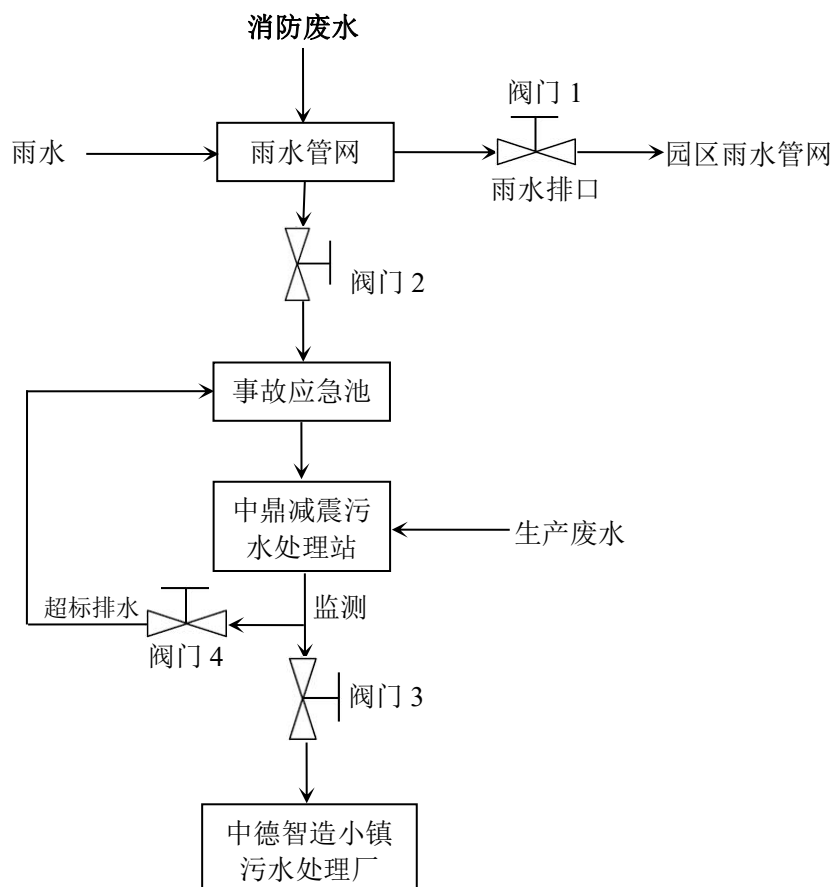 消防废水
阀门 1
雨水
雨水管网
园区雨水管网
雨水排口
阀门 2
事故应急池
中鼎减震污
水处理站
生产废水
超标排水
监测
阀门 4
阀门 3
中德智造小镇
污水处理厂